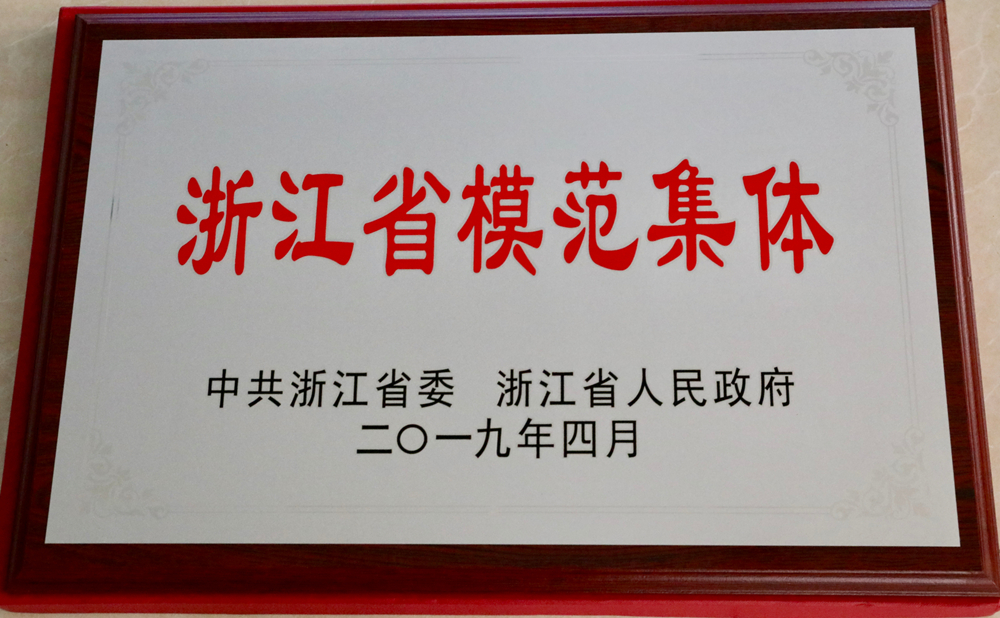 浙江省模范集体
中共浙江省委 浙江省人民政府
二〇一九年四月